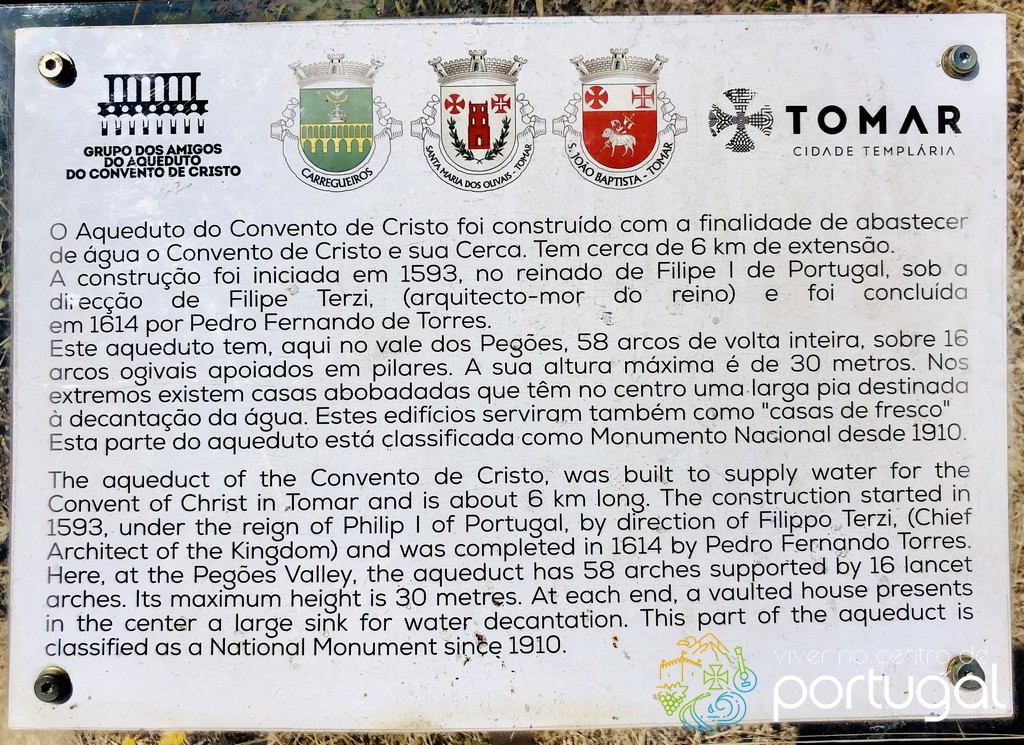 GRUPO DOS AMIGOS
DO AQUEDUTO
DO CONVENTO DE CRISTO
CARREGUEIROS
SANTA MARIA DOS OLIVAIS - TOMAR
S. JOÃO BAPTISTA - TOMAR
TOMAR
CIDADE TEMPLÁRIA
O Aqueduto do Convento de Cristo foi construído com a finalidade de abastecer
de água o Convento de Cristo e sua Cerca. Tem cerca de 6 km de extensão.
A construção foi iniciada em 1593, no reinado de Filipe I de Portugal, sob a
direcção de Filipe Terzi, (arquitecto-mor do reino) e foi concluída
em 1614 por Pedro Fernando de Torres.
Este aqueduto tem, aqui no vale dos Pegões, 58 arcos de volta inteira, sobre 16
arcos ogivais apoiados em pilares. A sua altura máxima é de 30 metros. Nos
extremos existem casas abobadadas que têm no centro uma larga pia destinada
à decantação da água. Estes edifícios serviram também como "casas de fresco"
Esta parte do aqueduto está classificada como Monumento Nacional desde 1910.
The aqueduct of the Convento de Cristo, was built to supply water for the
Convent of Christ in Tomar and is about 6 km long. The construction started in
1593, under the reign of Philip I of Portugal, by direction of Filippo Terzi, (Chief
Architect of the Kingdom) and was completed in 1614 by Pedro Fernando Torres.
Here, at the Pegões Valley, the aqueduct has 58 arches supported by 16 lancet
arches. Its maximum height is 30 metres. At each end, a vaulted house presents
in the center a large sink for water decantation. This part of the aqueduct is
classified as a National Monument since 1910.
viver no centro de
portugal